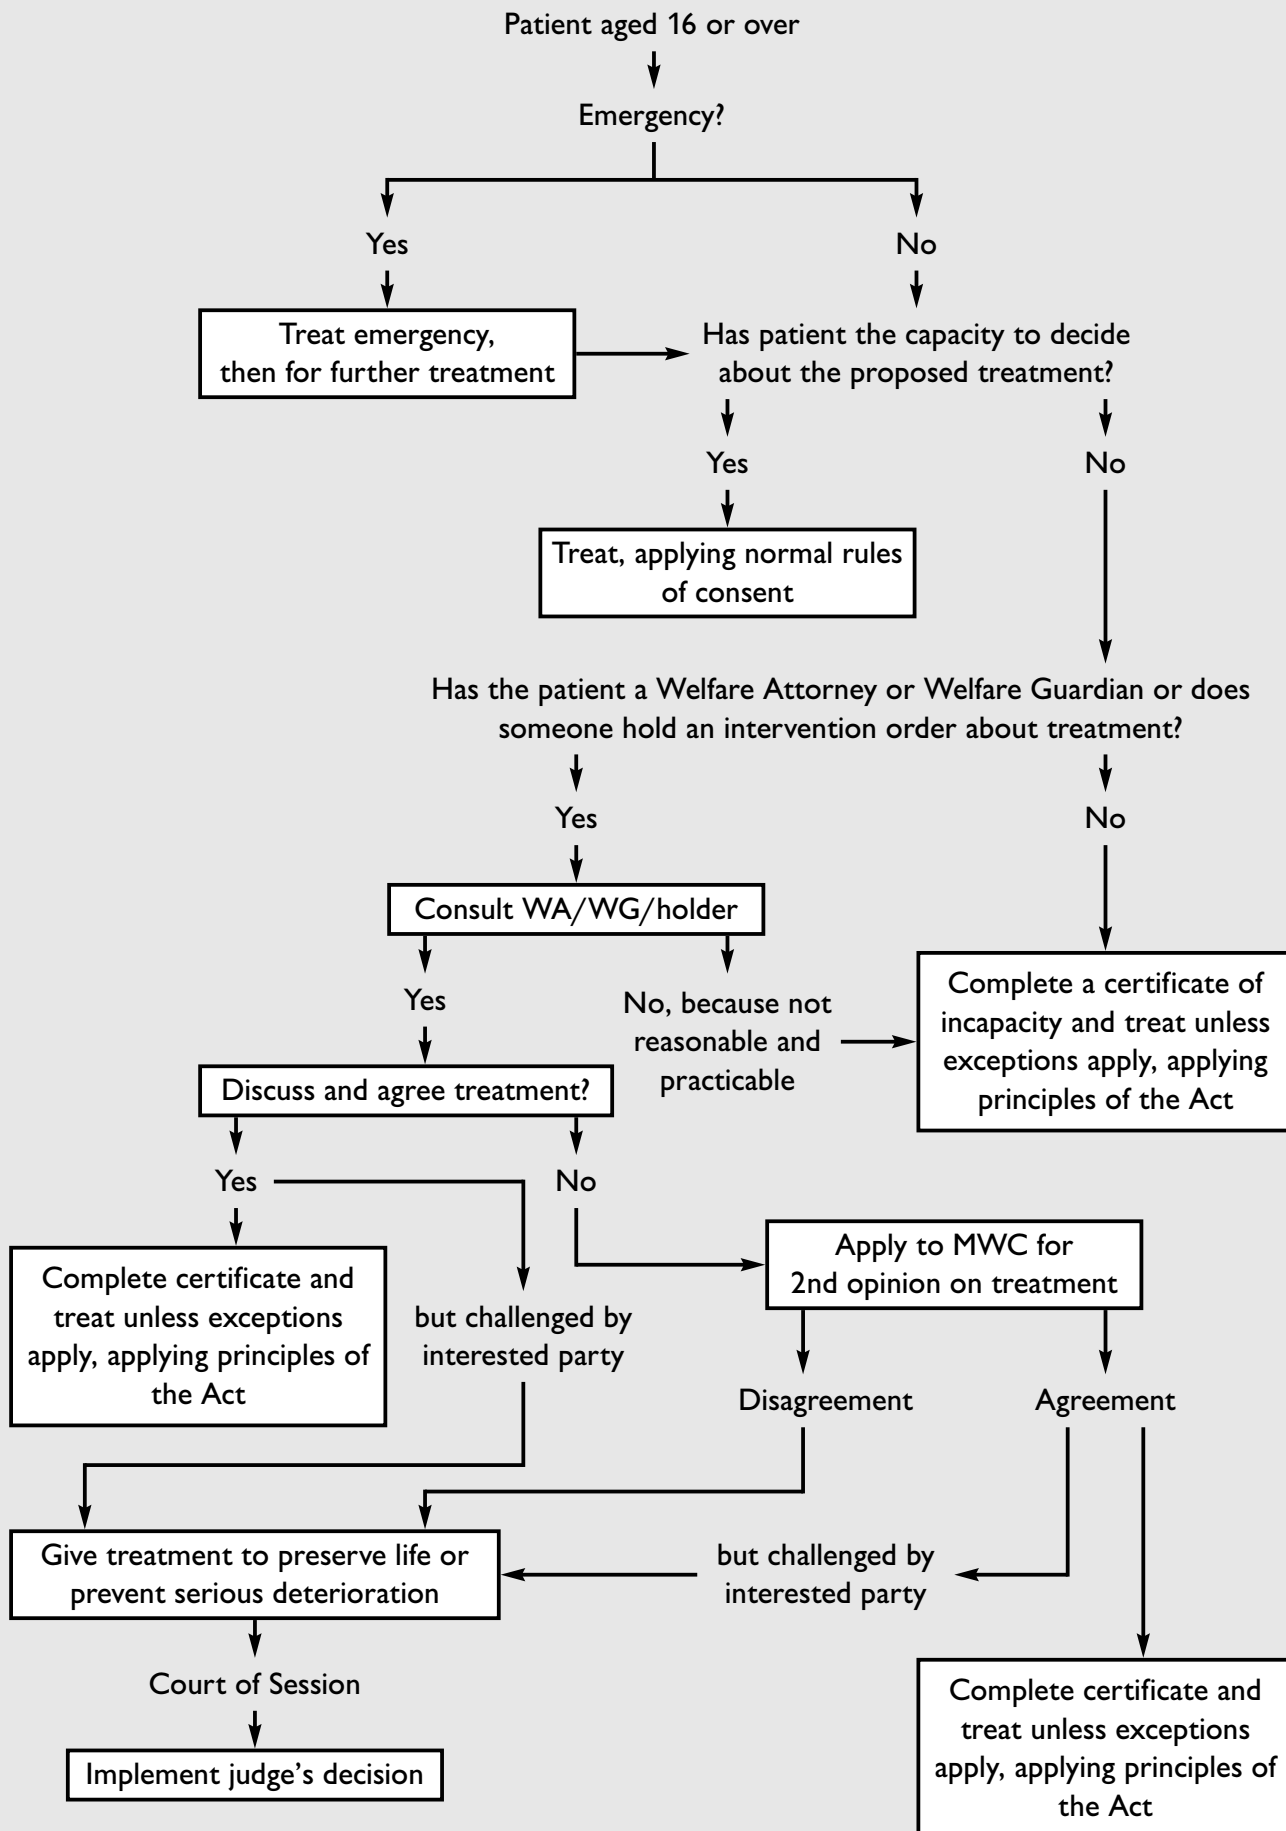 Patient aged 16 or over
Emergency?
Yes
No
Treat emergency,
then for further treatment
Has patient the capacity to decide
about the proposed treatment?
Yes
No
Treat, applying normal rules
of consent
Has the patient a Welfare Attorney or Welfare Guardian or does
someone hold an intervention order about treatment?
Yes
No
Consult WA/WG/holder
Yes
No, because not
reasonable and
practicable
Complete a certificate of
incapacity and treat unless
exceptions apply, applying
principles of the Act
Discuss and agree treatment?
Yes
No
Complete certificate and
treat unless exceptions
apply, applying principles of
the Act
but challenged by
interested party
Apply to MWC for
2nd opinion on treatment
Disagreement
Agreement
Give treatment to preserve life or
prevent serious deterioration
but challenged by
interested party
Court of Session
Implement judge's decision
Complete certificate and
treat unless exceptions
apply, applying principles of
the Act